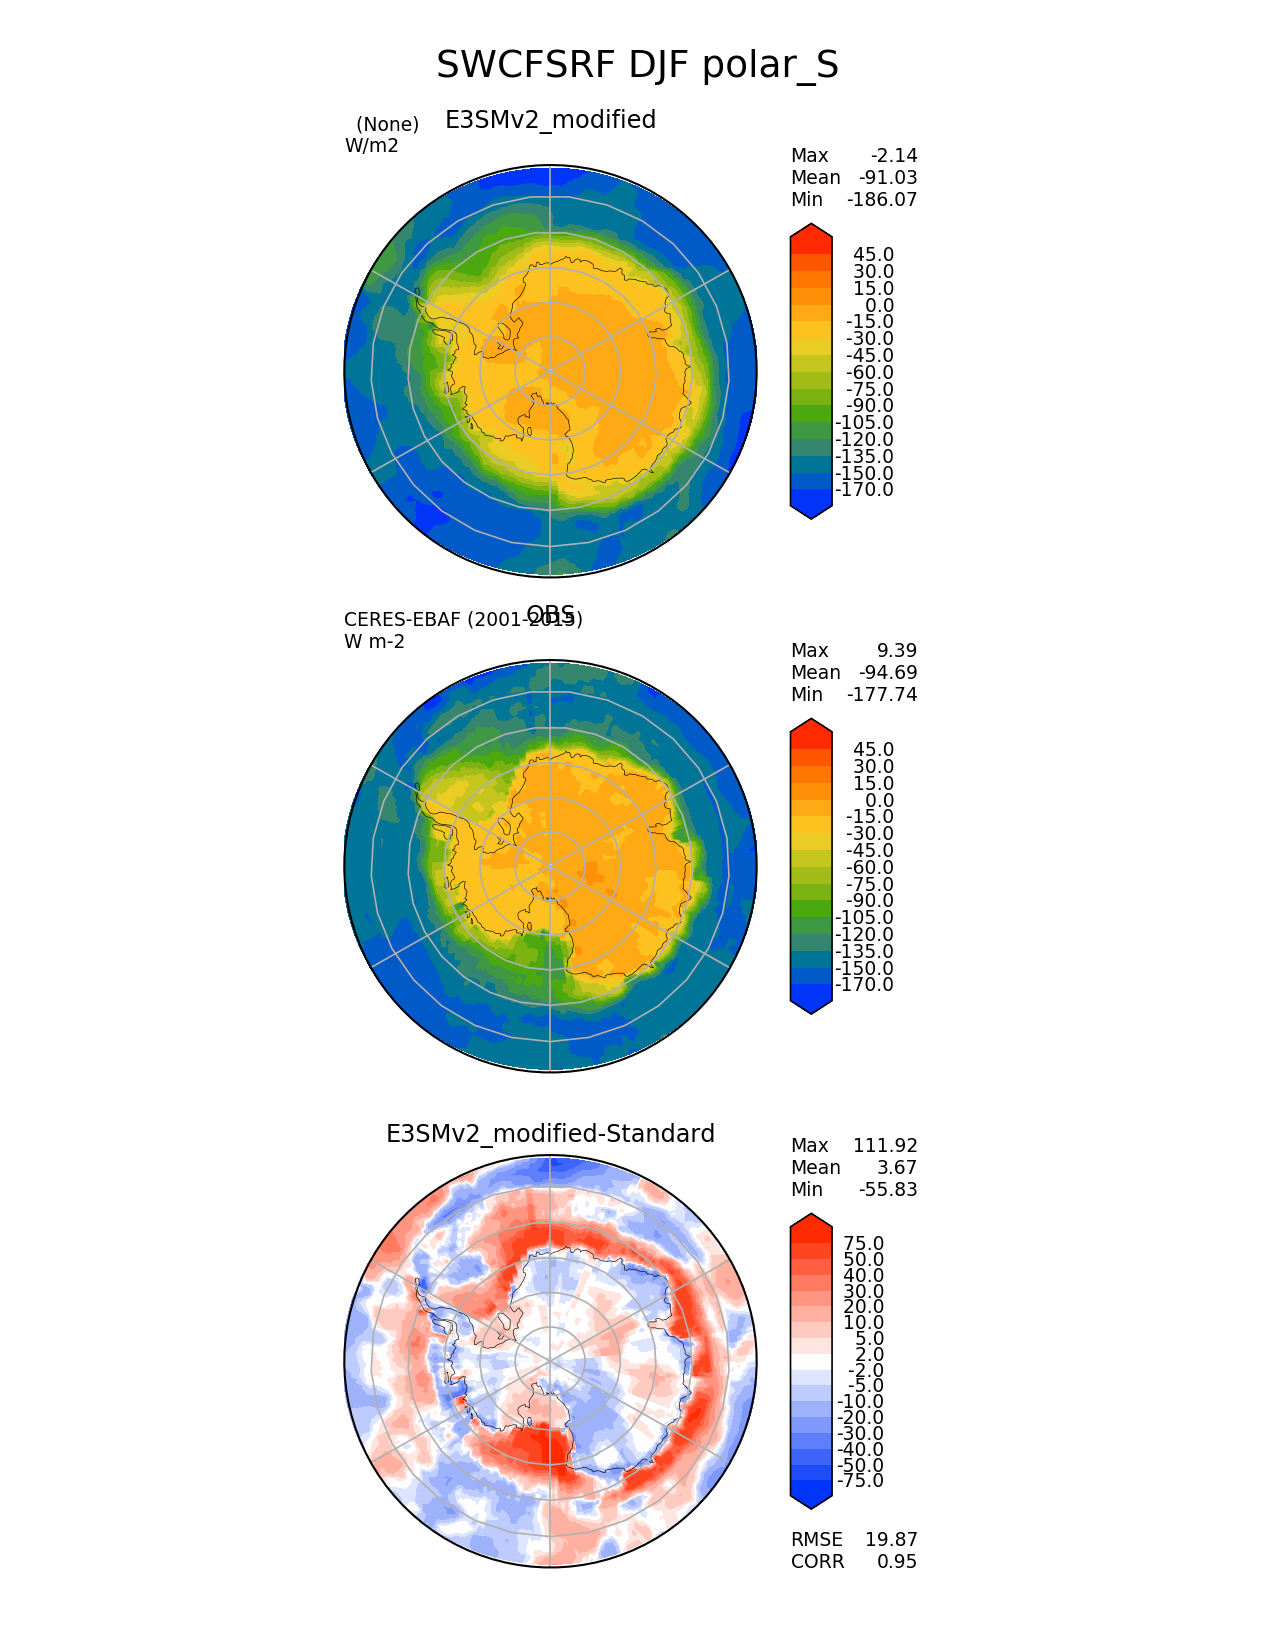 SWCFSRF DJF polar_S
(None) E3SMv2_modified
W/m2
Max -2.14
Mean -91.03
Min -186.07
45.0
30.0
15.0
0.0
-15.0
-30.0
-45.0
-60.0
-75.0
-90.0
-105.0
-120.0
-135.0
-150.0
-170.0
OBS
CERES-EBAF (2001-2015)
W m-2
Max 9.39
Mean -94.69
Min -177.74
45.0
30.0
15.0
0.0
-15.0
-30.0
-45.0
-60.0
-75.0
-90.0
-105.0
-120.0
-135.0
-150.0
-170.0
E3SMv2_modified-Standard
Max 111.92
Mean 3.67
Min -55.83
75.0
50.0
40.0
30.0
20.0
10.0
5.0
2.0
-2.0
-5.0
-10.0
-20.0
-30.0
-40.0
-50.0
-75.0
RMSE 19.87
CORR 0.95